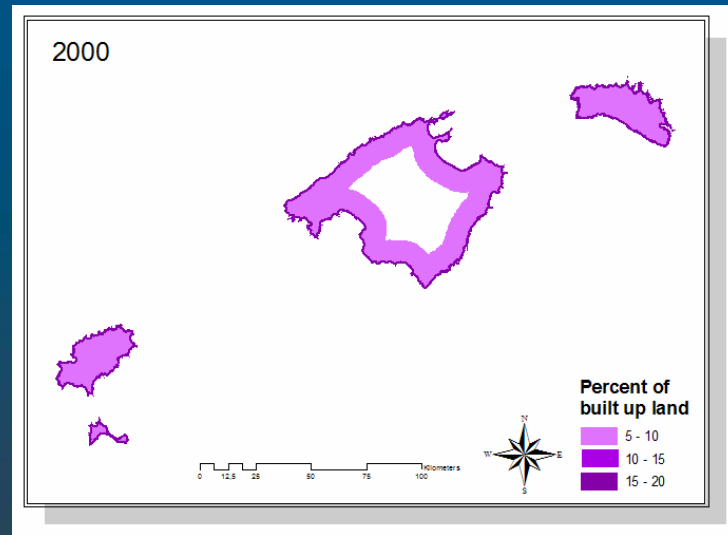 2000
Percent of
built up land
5 - 10
10 - 15
15 - 20
N
W
E
S
Kilometers
0 12,5 25 50 75 100